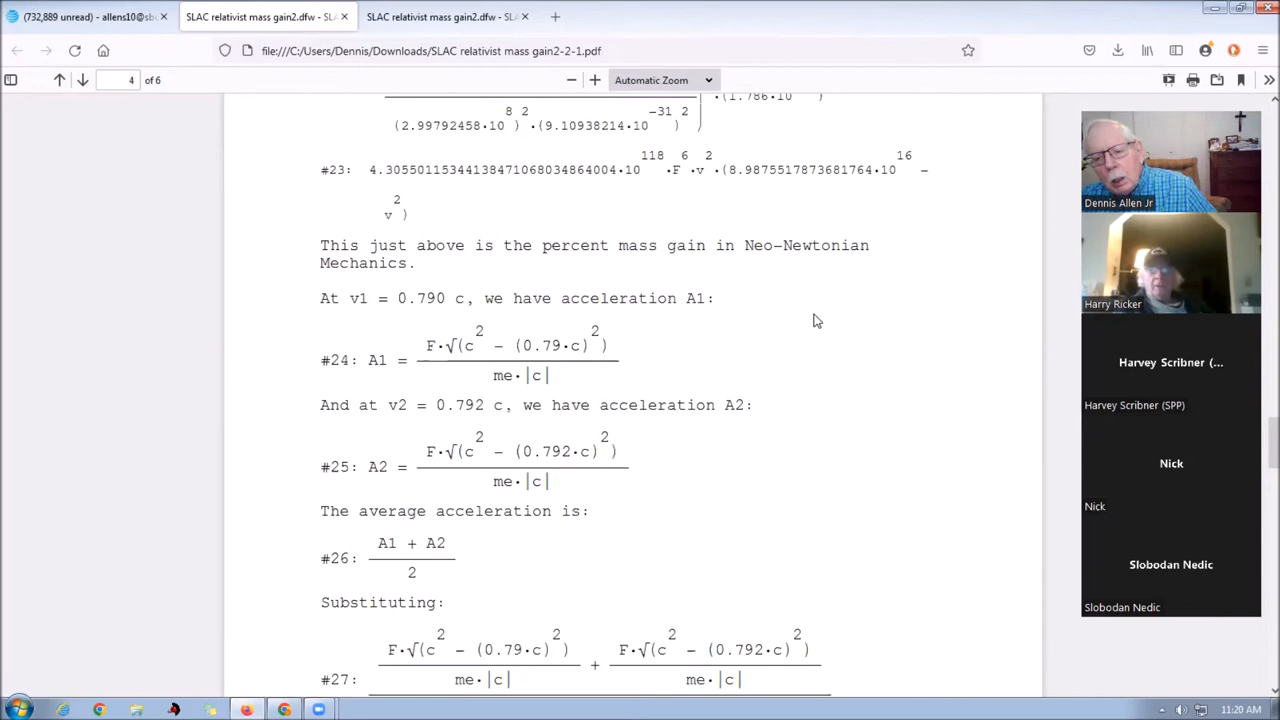 (732,889 unread) - allens10@sbc
SLAC relativist mass gain2.dfw - SL
SLAC relativist mass gain2.dfw - SL
file:///C:/Users/Dennis/Downloads/SLAC relativist mass gain2-2-1.pdf
4 of 6
Automatic Zoom
•(1.786•10 )
8 2 -31 2
(2.99792458•10 ) •(9.10938214•10 )
118 6 2 16
#23: 4.3055011534413847106803486​4004•10 •F •v •(8.9875517873681764•10 -
2
v )
This just above is the percent mass gain in Neo-Newtonian
Mechanics.
At v1 = 0.790 c, we have acceleration A1:
2 2
F•√(c - (0.79•c) )
#24: A1 =
me•|c|
And at v2 = 0.792 c, we have acceleration A2:
2 2
F•√(c - (0.792•c) )
#25: A2 =
me•|c|
The average acceleration is:
A1 + A2
#26:
2
Substituting:
2 2 2 2
F•√(c - (0.79•c) ) F•√(c - (0.792•c) )
#27: +
me•|c| me•|c|
Dennis Allen Jr
Harry Ricker
Harvey Scribner (...
Harvey Scribner (SPP)
Nick
Nick
Slobodan Nedic
Slobodan Nedic
11:20 AM